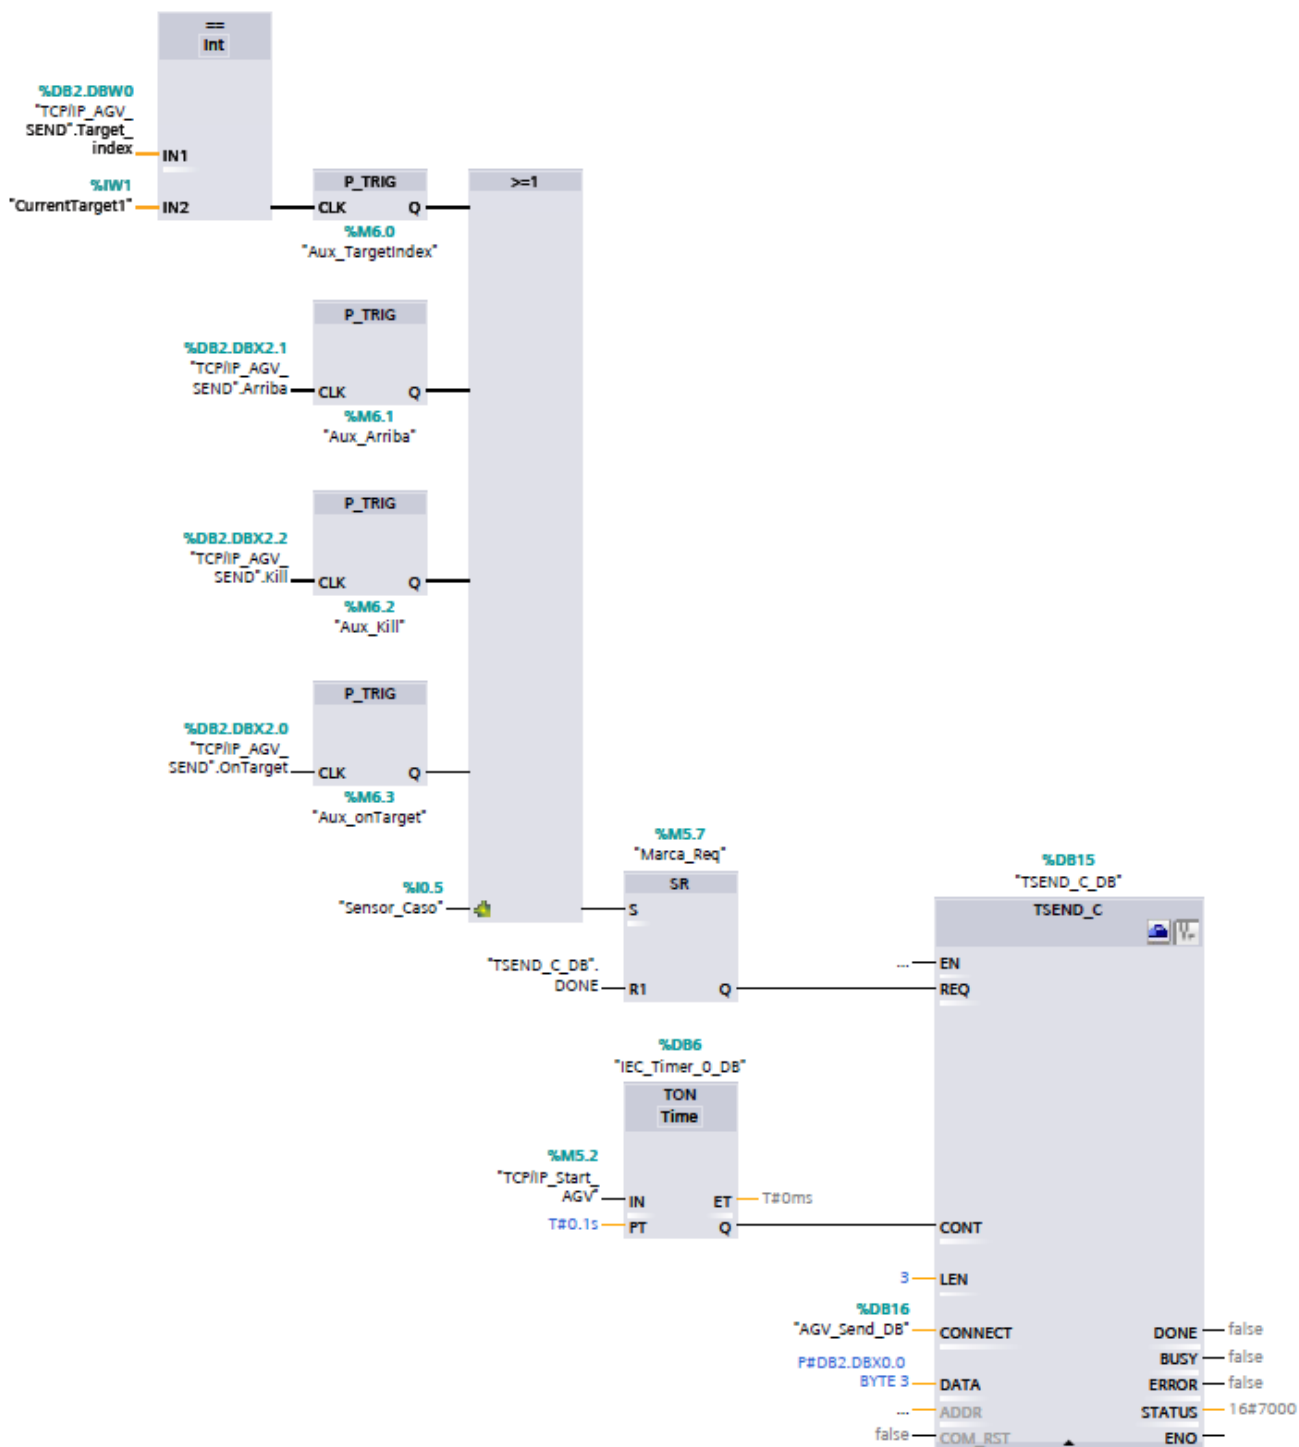 ==
Int
%DB2.DBW0
"TCP/IP_AGV_
SEND".Target_
index
IN1
%IW1
"CurrentTarget1"
IN2
P_TRIG
CLK Q
%M6.0
"Aux_TargetIndex"
>=1
P_TRIG
%DB2.DBX2.1
"TCP/IP_AGV_
SEND".Arriba
CLK Q
%M6.1
"Aux_Arriba"
P_TRIG
%DB2.DBX2.2
"TCP/IP_AGV_
SEND".Kill
CLK Q
%M6.2
"Aux_Kill"
P_TRIG
%DB2.DBX2.0
"TCP/IP_AGV_
SEND".OnTarget
CLK Q
%M6.3
"Aux_onTarget"
%I0.5
"Sensor_Caso"
%M5.7
"Marca_Req"
SR
S
"TSEND_C_DB".
DONE
R1 Q
%DB6
"IEC_Timer_0_DB"
TON
Time
%M5.2
"TCP/IP_Start_
AGV"
IN ET T#0ms
T#0.1s PT Q
%DB15
"TSEND_C_DB"
TSEND_C
... EN
REQ
CONT
3 LEN
%DB16
"AGV_Send_DB" CONNECT
P#DB2.DBX0.0
BYTE 3 DATA
... ADDR
false COM_RST
DONE false
BUSY false
ERROR false
STATUS 16#7000
ENO